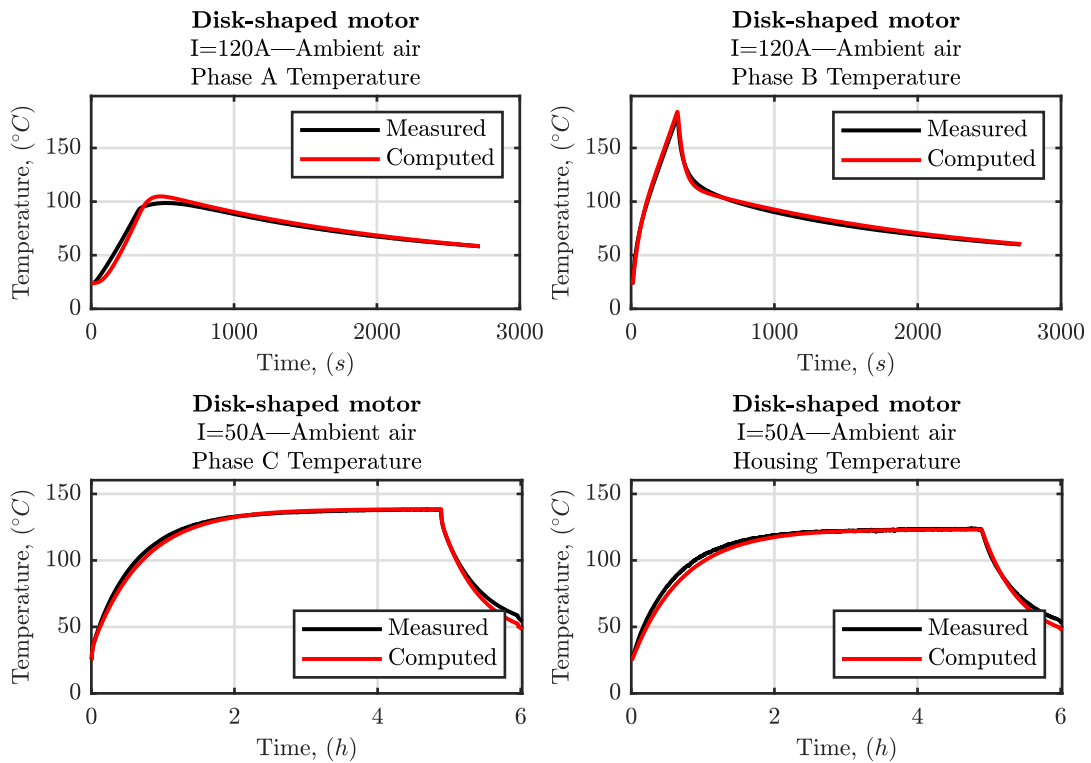 Disk-shaped motor
I=120A—Ambient air
Phase A Temperature
Temperature, (°C)
150
100
50
0
Measured
Computed
0 1000 2000 3000
Time, (s)
Disk-shaped motor
I=120A—Ambient air
Phase B Temperature
Temperature, (°C)
150
100
50
0
Measured
Computed
0 1000 2000 3000
Time, (s)
Disk-shaped motor
I=50A—Ambient air
Phase C Temperature
Temperature, (°C)
150
100
50
0
Measured
Computed
0 2 4 6
Time, (h)
Disk-shaped motor
I=50A—Ambient air
Housing Temperature
Temperature, (°C)
150
100
50
0
Measured
Computed
0 2 4 6
Time, (h)